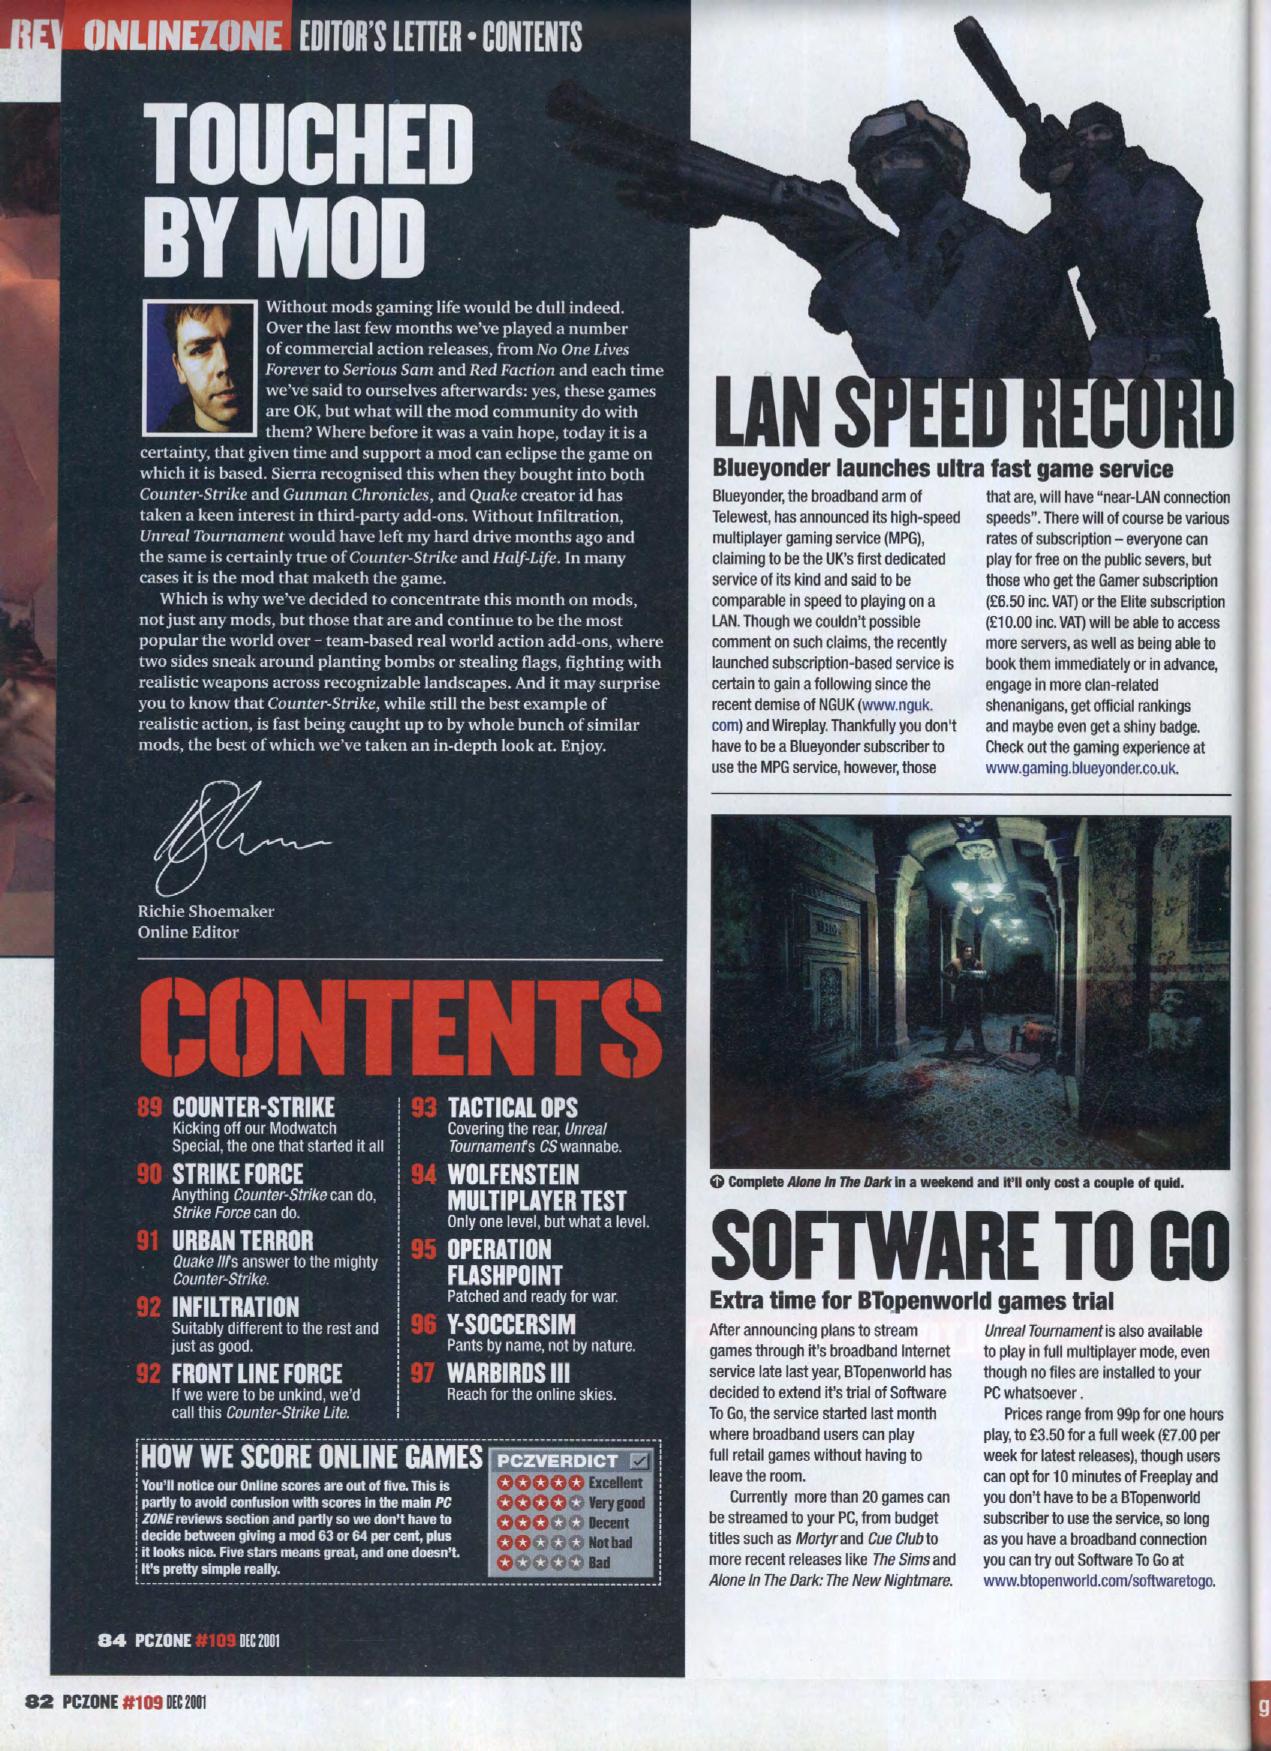 REV ONLINEZONE EDITOR'S LETTER • CONTENTS
TOUCHED
BY MOD
Without mods gaming life would be dull indeed.
Over the last few months we've played a number
of commercial action releases, from No One Lives
Forever to Serious Sam and Red Faction and each time
we've said to ourselves afterwards: yes, these games
are OK, but what will the mod community do with
them? Where before it was a vain hope, today it is a
certainty, that given time and support a mod can eclipse the game on
which it is based. Sierra recognised this when they bought into both
Counter-Strike and Gunman Chronicles, and Quake creator id has
taken a keen interest in third-party add-ons. Without Infiltration,
Unreal Tournament would have left my hard drive months ago and
the same is certainly true of Counter-Strike and Half-Life. In many
cases it is the mod that maketh the game.
Which is why we've decided to concentrate this month on mods,
not just any mods, but those that are and continue to be the most
popular the world over – team-based real world action add-ons, where
two sides sneak around planting bombs or stealing flags, fighting with
realistic weapons across recognizable landscapes. And it may surprise
you to know that Counter-Strike, while still the best example of
realistic action, is fast being caught up to by whole bunch of similar
mods, the best of which we've taken an in-depth look at. Enjoy.
Richie Shoemaker
Online Editor
CONTENTS
89 COUNTER-STRIKE
Kicking off our Modwatch
Special, the one that started it all
90 STRIKE FORCE
Anything Counter-Strike can do,
Strike Force can do.
91 URBAN TERROR
Quake III's answer to the mighty
Counter-Strike.
92 INFILTRATION
Suitably different to the rest and
just as good.
92 FRONT LINE FORCE
If we were to be unkind, we'd
call this Counter-Strike Lite.
93 TACTICAL OPS
Covering the rear, Unreal
Tournament's CS wannabe.
94 WOLFENSTEIN
MULTIPLAYER TEST
Only one level, but what a level.
95 OPERATION
FLASHPOINT
Patched and ready for war.
96 Y-SOCCERSIM
Pants by name, not by nature.
97 WARBIRDS III
Reach for the online skies.
HOW WE SCORE ONLINE GAMES
You'll notice our Online scores are out of five. This is
partly to avoid confusion with scores in the main PC
ZONE reviews section and partly so we don't have to
decide between giving a mod 63 or 64 per cent, plus
it looks nice. Five stars means great, and one doesn't.
It's pretty simple really.
PCZVERDICT
Excellent
Very good
Decent
Not bad
Bad
84 PCZONE #109 DEC 2001
82 PCZONE #109 DEC 2001
LAN SPEED RECORD
Blueyonder launches ultra fast game service
Blueyonder, the broadband arm of
Telewest, has announced its high-speed
multiplayer gaming service (MPG),
claiming to be the UK's first dedicated
service of its kind and said to be
comparable in speed to playing on a
LAN. Though we couldn't possible
comment on such claims, the recently
launched subscription-based service is
certain to gain a following since the
recent demise of NGUK (www.nguk.
com) and Wireplay. Thankfully you don't
have to be a Blueyonder subscriber to
use the MPG service, however, those
that are, will have "near-LAN connection
speeds". There will of course be various
rates of subscription – everyone can
play for free on the public severs, but
those who get the Gamer subscription
(£6.50 inc. VAT) or the Elite subscription
(£10.00 inc. VAT) will be able to access
more servers, as well as being able to
book them immediately or in advance,
engage in more clan-related
shenanigans, get official rankings
and maybe even get a shiny badge.
Check out the gaming experience at
www.gaming.blueyonder.co.uk.
Complete Alone In The Dark in a weekend and it'll only cost a couple of quid.
SOFTWARE TO GO
Extra time for BTopenworld games trial
After announcing plans to stream
games through it's broadband Internet
service late last year, BTopenworld has
decided to extend it's trial of Software
To Go, the service started last month
where broadband users can play
full retail games without having to
leave the room.
Currently more than 20 games can
be streamed to your PC, from budget
titles such as Mortyr and Cue Club to
more recent releases like The Sims and
Alone In The Dark: The New Nightmare.
Unreal Tournament is also available
to play in full multiplayer mode, even
though no files are installed to your
PC whatsoever .
Prices range from 99p for one hours
play, to £3.50 for a full week (£7.00 per
week for latest releases), though users
can opt for 10 minutes of Freeplay and
you don't have to be a BTopenworld
subscriber to use the service, so long
as you have a broadband connection
you can try out Software To Go at
www.btopenworld.com/softwaretogo.
g